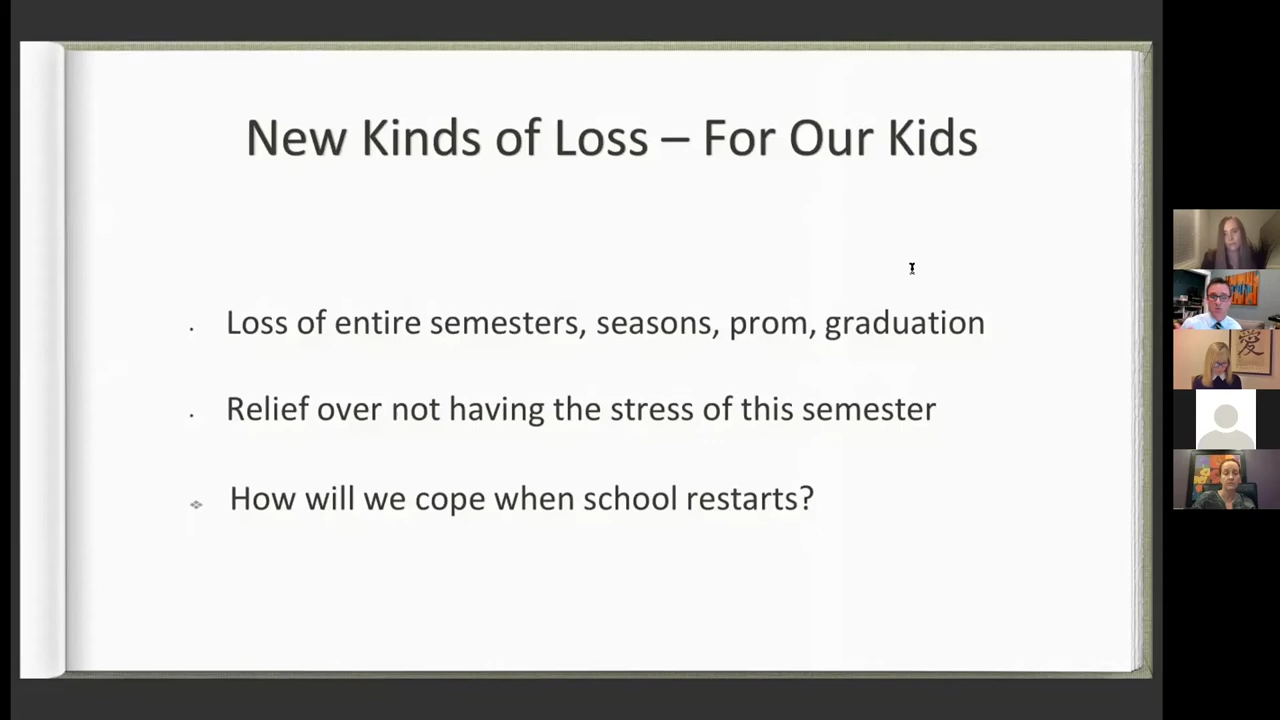 New Kinds of Loss – For Our Kids
Loss of entire semesters, seasons, prom, graduation
Relief over not having the stress of this semester
How will we cope when school restarts?
愛